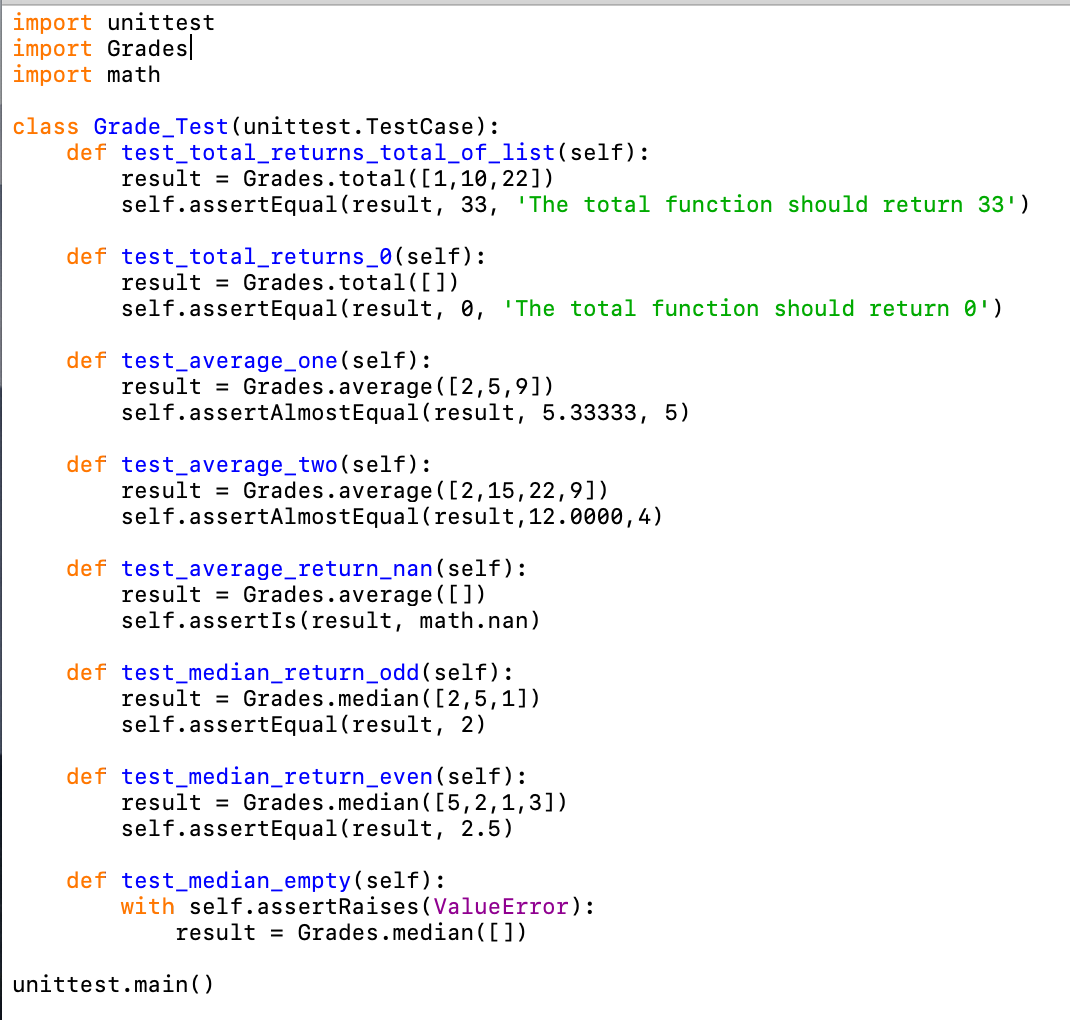 import unittest
import Grades
import math

class Grade_Test(unittest.TestCase):
    def test_total_returns_total_of_list(self):
        result = Grades.total([1,10,22])
        self.assertEqual(result, 33, 'The total function should return 33')

    def test_total_returns_0(self):
        result = Grades.total([])
        self.assertEqual(result, 0, 'The total function should return 0')

    def test_average_one(self):
        result = Grades.average([2,5,9])
        self.assertAlmostEqual(result, 5.33333, 5)

    def test_average_two(self):
        result = Grades.average([2,15,22,9])
        self.assertAlmostEqual(result,12.0000,4)

    def test_average_return_nan(self):
        result = Grades.average([])
        self.assertIs(result, math.nan)

    def test_median_return_odd(self):
        result = Grades.median([2,5,1])
        self.assertEqual(result, 2)

    def test_median_return_even(self):
        result = Grades.median([5,2,1,3])
        self.assertEqual(result, 2.5)

    def test_median_empty(self):
        with self.assertRaises(ValueError):
            result = Grades.median([])

unittest.main()